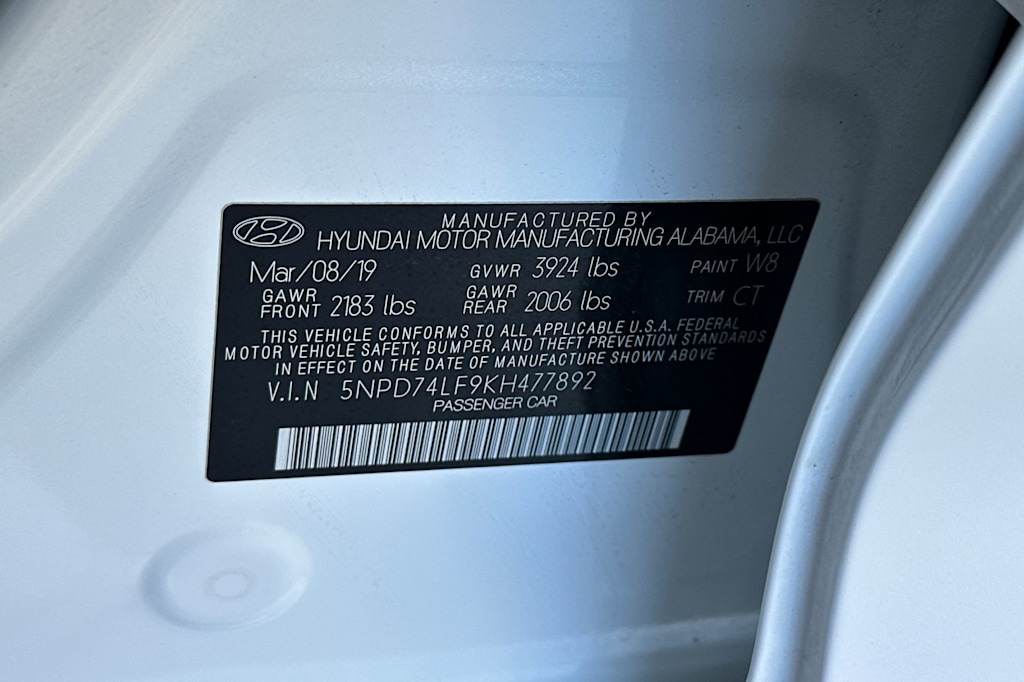 MANUFACTURED BY
HYUNDAI MOTOR MANUFACTURING ALABAMA, LLC
Mar/08/19 GVWR 3924 lbs PAINT W8
GAWR FRONT 2183 lbs GAWR REAR 2006 lbs TRIM CT
THIS VEHICLE CONFORMS TO ALL APPLICABLE U.S.A. FEDERAL
MOTOR VEHICLE SAFETY, BUMPER, AND THEFT PREVENTION STANDARDS
IN EFFECT ON THE DATE OF MANUFACTURE SHOWN ABOVE
V.I.N 5NPD74LF9KH477892
PASSENGER CAR